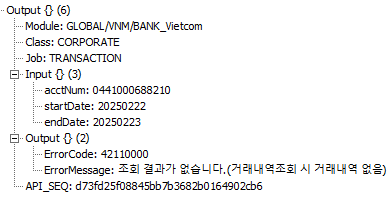 Output {} (6)
Module: GLOBAL/VNM/BANK_Vietcom
Class: CORPORATE
Job: TRANSACTION
Input {} (3)
acctNum: 0441000688210
startDate: 20250222
endDate: 20250223
Output {} (2)
ErrorCode: 42110000
ErrorMessage: 조회 결과가 없습니다.(거래내역조회 시 거래내역 없음)
API_SEQ: d73fd25f08845bb7b3682b0164902cb6